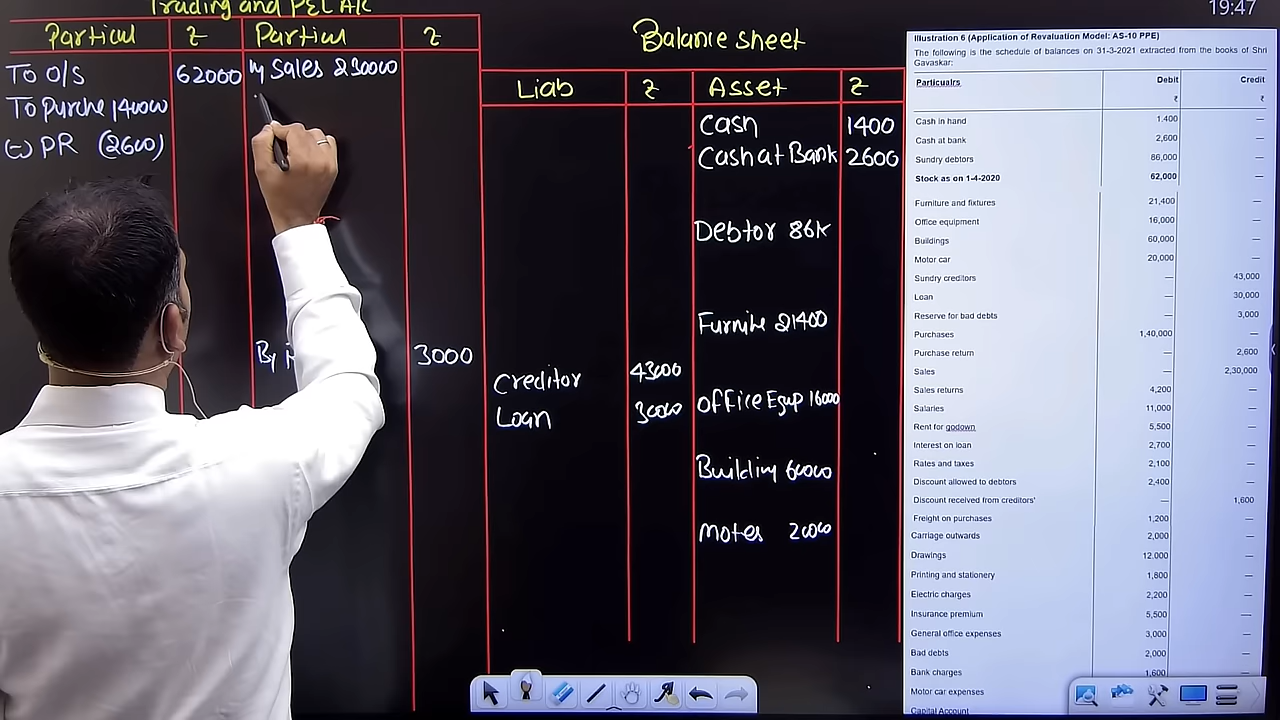 Trading and P&L A/c
19:47
Particul ₹ Particul ₹
To O/S 62000 By Sales 230000
To Purche 140000
(-) PR (2600)
By 3000
Balance sheet
Liab ₹ Asset ₹
Cash 1400
Cash at Bank 2600
Debtor 86k
Furnite 21400
Creditor 43000
Loan 30000
Office Equp 16000
Building 60000
Moter 20000
Illustration 6 (Application of Revaluation Model: AS-10 PPE)
The following is the schedule of balances on 31-3-2021 extracted from the books of Shri
Gavaskar:
Particualrs Debit Credit
₹ ₹
Cash in hand 1.400 —
Cash at bank 2,600 —
Sundry debtors 86,000 —
Stock as on 1-4-2020 62,000 —
Furniture and fixtures 21,400 —
Office equipment 16,000 —
Buildings 60,000 —
Motor car 20,000 —
Sundry creditors — 43,000
Loan — 30,000
Reserve for bad debts — 3,000
Purchases 1,40,000 —
Purchase return — 2,600
Sales — 2,30,000
Sales returns 4,200 —
Salaries 11,000 —
Rent for godown 5,500 —
Interest on loan 2,700 —
Rates and taxes 2,100 —
Discount allowed to debtors 2,400 —
Discount received from creditors' — 1,600
Freight on purchases 1,200 —
Carriage outwards 2,000 —
Drawings 12.000 —
Printing and stationery 1,800 —
Electric charges 2,200 —
Insurance premium 5,500 —
General office expenses 3,000 —
Bad debts 2,000 —
Bank charges 1,600 —
Motor car expenses
Capital Account